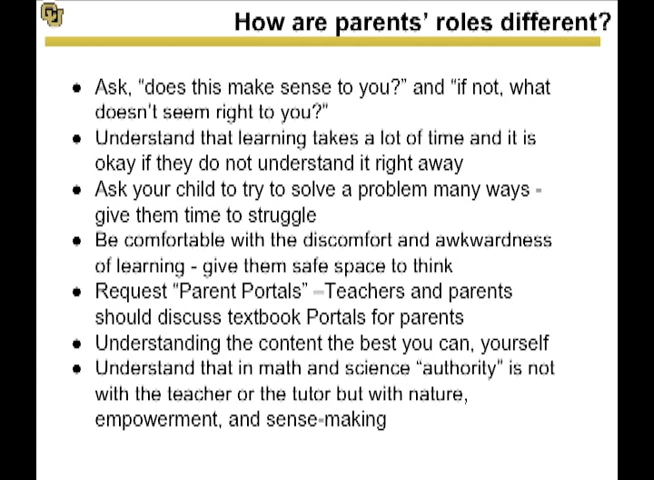 CU
How are parents' roles different?
• Ask, “does this make sense to you?” and “if not, what
doesn't seem right to you?”
• Understand that learning takes a lot of time and it is
okay if they do not understand it right away
• Ask your child to try to solve a problem many ways -
give them time to struggle
• Be comfortable with the discomfort and awkwardness
of learning - give them safe space to think
• Request “Parent Portals” –Teachers and parents
should discuss textbook Portals for parents
• Understanding the content the best you can, yourself
• Understand that in math and science “authority” is not
with the teacher or the tutor but with nature,
empowerment, and sense-making